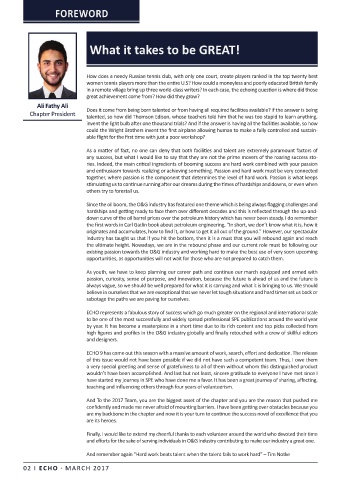 FOREWORD
What it takes to be GREAT!
Ali Fathy Ali
Chapter President
How does a needy Russian tennis club, with only one court, create players ranked in the top twenty best
women tennis players more than the entire U.S? How could a moneyless and poorly educated British family
in a remote village bring up three world-class writers? In each case, the echoing question is where did those
great achievement come from? How did they grow?
Does it come from being born talented or from having all required facilities available? If the answer is being
talented, so how did Thomson Edison, whose teachers told him that he was too stupid to learn anything,
invent the light bulb after one thousand trials? And if the answer is having all the facilities available, so how
could the Wright Brothers invent the first airplane allowing human to make a fully controlled and sustain-
able flight for the first time with just a poor workshop?
As a matter of fact, no one can deny that both facilities and talent are extremely paramount factors of
any success, but what I would like to say that they are not the prime movers of the roaring success sto-
ries. Indeed, the main critical ingredients of booming success are hard work combined with your passion
and enthusiasm towards realizing or achieving something. Passion and hard work must be very connected
together, where passion is the component that determines the level of hard work. Passion is what keeps
stimulating us to continue running after our dreams during the times of hardships and downs, or even when
others try to foretell us.
Since the oil boom, the O&G industry has featured one theme which is being always flagging challenges and
hardships and getting ready to face them over different decades and this is reflected through the up-and-
down curve of the oil barrel prices over the petroleum history which has never been steady. I do remember
the first words in Carl Gatlin book about petroleum engineering, "In short, we don't know what it is, how it
originates and accumulates, how to find it, or how to get it all out of the ground." However, our spectacular
industry has taught us that if you hit the bottom, then it is a must that you will rebound again and reach
the ultimate height. Nowadays, we are in the rebound phase and our current role must be following our
existing passion towards the O&G industry and working hard to make the best use of very soon upcoming
opportunities, as opportunities will not wait for those who are not prepared to catch them.
As youth, we have to keep planning our career path and continue our march equipped and armed with
passion, curiosity, sense of purpose, and innovation, because the future is ahead of us and the future is
always vague, so we should be well prepared for what it is carrying and what it is bringing to us. We should
believe in ourselves that we are exceptional that we never let tough situations and hard times set us back or
sabotage the paths we are paving for ourselves.
ECHO represents a fabulous story of success which go much greater on the regional and international scale
to be one of the most successfully and widely spread professional SPE publications around the world year
by year. It has become a masterpiece in a short time due to its rich content and top picks collected from
high figures and profiles in the O&G industry globally and finally retouched with a crew of skillful editors
and designers.
ECHO 9 has come out this season with a massive amount of work, search, effort and dedication. The release
of this issue would not have been possible if we did not have such a competent team. Thus, I owe them
a very special greeting and sense of gratefulness to all of them without whom this distinguished product
wouldn't have been accomplished. And last but not least, sincere gratitude to everyone I have met since I
have started my journey in SPE who have done me a favor. It has been a great journey of sharing, affecting,
teaching and influencing others through four years of volunteerism.
And To the 2017 Team, you are the biggest asset of the chapter and you are the reason that pushed me
confidently and made me never afraid of mounting barriers. I have been getting over obstacles because you
are my backbone in the chapter and now it is your turn to continue the success novel of excellence that you
are its heroes.
Finally, I would like to extend my cheerful thanks to each volunteer around the world who devoted their time
and efforts for the sake of serving individuals in O&G industry contributing to make our industry a great one.
And remember again "Hard work beats talent when the talent fails to work hard" – Tim Notke
02 I ECHO - MARCH 2017